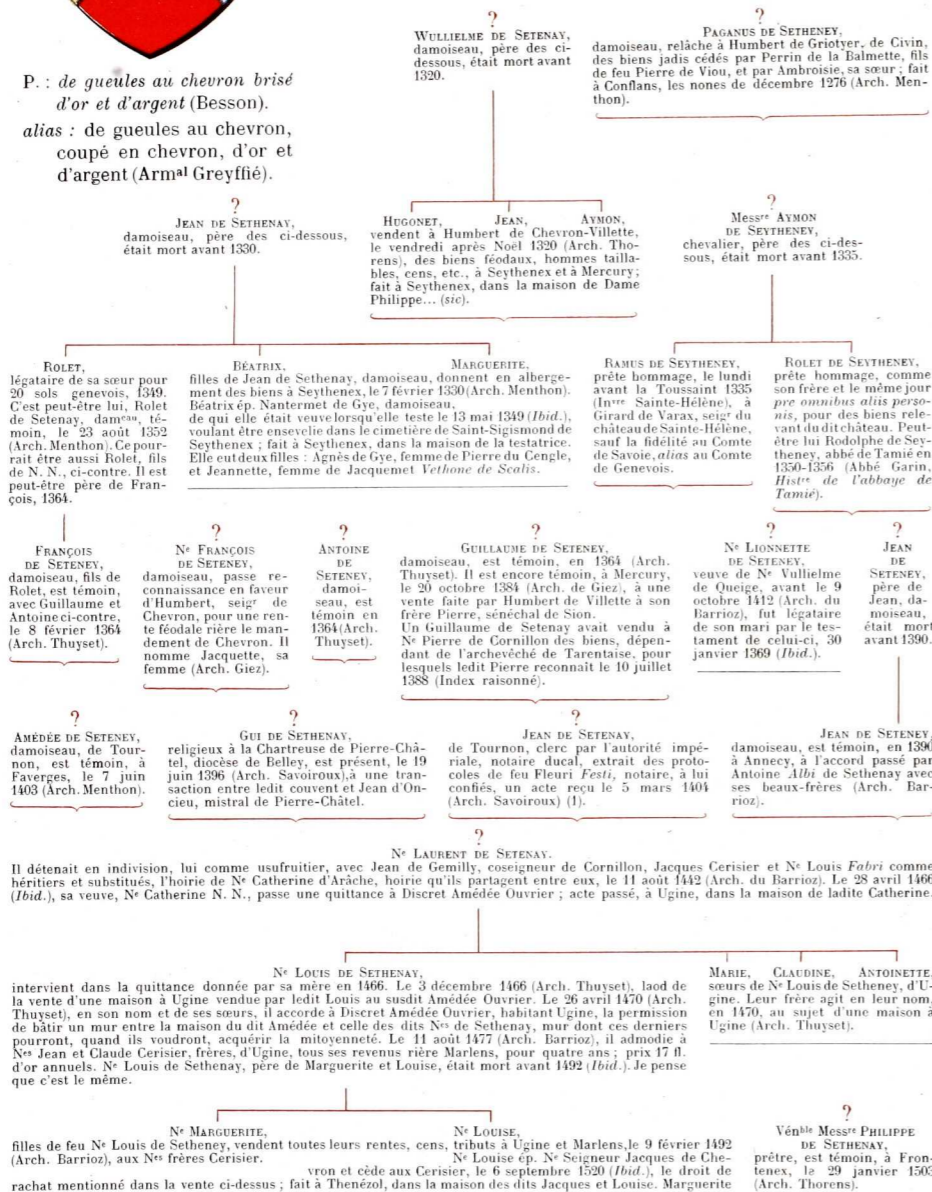 P. : de gueules au chevron brisé
d'or et d'argent (Besson).
alias : de gueules au chevron,
coupé en chevron, d'or et
d'argent (Armal Greyffié).
?
WULLIELME DE SETENAY,
damoiseau, père des ci-
dessous, était mort avant
1320.
?
PAGANUS DE SETHENEY,
damoiseau, relâche à Humbert de Griotyer, de Civin,
des biens jadis cédés par Perrin de la Balmette, fils
de feu Pierre de Viou, et par Ambroisie, sa sœur ; fait
à Conflans, les nones de décembre 1276 (Arch. Men-
thon).
?
JEAN DE SETHENAY,
damoiseau, père des ci-dessous,
était mort avant 1330.
HUGONET, JEAN, AYMON,
vendent à Humbert de Chevron-Villette,
le vendredi après Noël 1320 (Arch. Tho-
rens), des biens féodaux, hommes tailla-
bles, cens, etc., à Seythenex et à Mercury ;
fait à Seythenex, dans la maison de Dame
Philippe... (sic).
?
Messre AYMON
DE SEYTHENEY,
chevalier, père des ci-des-
sous, était mort avant 1335.
ROLET,
légataire de sa sœur pour
20 sols genevois, 1349.
C'est peut-être lui, Rolet
de Setenay, dameau, té-
moin, le 23 août 1352
(Arch. Menthon). Ce pour-
rait être aussi Rolet, fils
de N. N., ci-contre. Il est
peut-être père de Fran-
çois, 1364.
BÉATRIX, MARGUERITE,
filles de Jean de Sethenay, damoiseau, donnent en alberge-
ment des biens à Seythenex, le 7 février 1330 (Arch. Menthon).
Béatrix ép. Nantermet de Gye, damoiseau,
de qui elle était veuve lorsqu'elle teste le 13 mai 1349 (Ibid.),
voulant être ensevelie dans le cimetière de Saint-Sigismond de
Seythenex ; fait à Seythenex, dans la maison de la testatrice.
Elle eut deux filles : Agnès de Gye, femme de Pierre du Cengle,
et Jeannette, femme de Jacquemet Vethone de Scalis.
RAMUS DE SEYTHENEY,
prête hommage, le lundi
avant la Toussaint 1335
(Inre Sainte-Hélène), à
Girard de Varax, seigr du
château de Sainte-Hélène,
sauf la fidélité au Comte
de Savoie, alias au Comte
de Genevois.
ROLET DE SEYTHENEY,
prête hommage, comme
son frère et le même jour
pre omnibus aliis perso-
nis, pour des biens rele-
vant du dit château. Peut-
être lui Rodolphe de Sey-
theney, abbé de Tamié en
1350-1356 (Abbé Garin,
Histre de l'abbaye de
Tamié).
FRANÇOIS
DE SETENEY,
damoiseau, fils de
Rolet, est témoin,
avec Guillaume et
Antoine ci-contre,
le 8 février 1364
(Arch. Thuyset).
?
Ne FRANÇOIS
DE SETENEY,
damoiseau, passe re-
connaissance en faveur
d'Humbert, seigr de
Chevron, pour une ren-
te féodale rière le man-
dement de Chevron. Il
nomme Jacquette, sa
femme (Arch. Giez).
?
ANTOINE
DE
SETENEY,
damoi-
seau, est
témoin en
1364 (Arch.
Thuyset).
?
GUILLAUME DE SETENEY,
damoiseau, est témoin, en 1364 (Arch.
Thuyset). Il est encore témoin, à Mercury,
le 20 octobre 1384 (Arch. de Giez), à une
vente faite par Humbert de Villette à son
frère Pierre, sénéchal de Sion.
Un Guillaume de Setenay avait vendu à
Ne Pierre de Cornillon des biens, dépen-
dant de l'archevêché de Tarentaise, pour
lesquels ledit Pierre reconnaît le 10 juillet
1388 (Index raisonné).
?
Ne LIONNETTE
DE SETENEY,
veuve de Ne Vullielme
de Queige, avant le 9
octobre 1412 (Arch. du
Barrioz), fut légataire
de son mari par le tes-
tament de celui-ci, 30
janvier 1369 (Ibid.).
?
JEAN
DE
SETENEY,
père de
Jean, da-
moiseau,
était mort
avant 1390.
?
AMÉDÉE DE SETENEY,
damoiseau, de Tour-
non, est témoin, à
Faverges, le 7 juin
1403 (Arch. Menthon).
?
GUI DE SETHENAY,
religieux à la Chartreuse de Pierre-Châ-
tel, diocèse de Belley, est présent, le 19
juin 1396 (Arch. Savoiroux), à une tran-
saction entre ledit couvent et Jean d'On-
cieu, mistral de Pierre-Châtel.
?
JEAN DE SETENAY,
de Tournon, clerc par l'autorité impé-
riale, notaire ducal, extrait des proto-
coles de feu Fleuri Festi, notaire, à lui
confiés, un acte reçu le 5 mars 1404
(Arch. Savoiroux) (1).
JEAN DE SETENEY,
damoiseau, est témoin, en 1390
à Annecy, à l'accord passé par
Antoine Albi de Sethenay avec
ses beaux-frères (Arch. Bar-
rioz).
?
Ne LAURENT DE SETENAY.
Il détenait en indivision, lui comme usufruitier, avec Jean de Gemilly, coseigneur de Cornillon, Jacques Cerisier et Ne Louis Fabri comme
héritiers et substitués, l'hoirie de Ne Catherine d'Arâche, hoirie qu'ils partagent entre eux, le 11 août 1442 (Arch. du Barrioz). Le 28 avril 1466
(Ibid.), sa veuve, Ne Catherine N. N., passe une quittance à Discret Amédée Ouvrier ; acte passé, à Ugine, dans la maison de ladite Catherine.
Ne LOUIS DE SETHENAY,
intervient dans la quittance donnée par sa mère en 1466. Le 3 décembre 1466 (Arch. Thuyset), laod de
la vente d'une maison à Ugine vendue par ledit Louis au susdit Amédée Ouvrier. Le 26 avril 1470 (Arch.
Thuyset), en son nom et de ses sœurs, il accorde à Discret Amédée Ouvrier, habitant Ugine, la permission
de bâtir un mur entre la maison du dit Amédée et celle des dits Nes de Sethenay, mur dont ces derniers
pourront, quand ils voudront, acquérir la mitoyenneté. Le 11 août 1477 (Arch. Barrioz), il admodie à
Nes Jean et Claude Cerisier, frères, d'Ugine, tous ses revenus rière Marlens, pour quatre ans ; prix 17 fl.
d'or annuels. Ne Louis de Sethenay, père de Marguerite et Louise, était mort avant 1492 (Ibid.). Je pense
que c'est le même.
MARIE, CLAUDINE, ANTOINETTE,
sœurs de Ne Louis de Setheney, d'U-
gine. Leur frère agit en leur nom,
en 1470, au sujet d'une maison à
Ugine (Arch. Thuyset).
Ne MARGUERITE, Ne LOUISE,
filles de feu Ne Louis de Setheney, vendent toutes leurs rentes, cens, tributs à Ugine et Marlens, le 9 février 1492
(Arch. Barrioz), aux Nes frères Cerisier.
Ne Louise ép. Ne Seigneur Jacques de Che-
vron et cède aux Cerisier, le 6 septembre 1520 (Ibid.), le droit de
rachat mentionné dans la vente ci-dessus ; fait à Thenézol, dans la maison des dits Jacques et Louise. Marguerite
?
Vénble Messre PHILIPPE
DE SETHENAY,
prêtre, est témoin, à Fron-
tenex, le 29 janvier 1503
(Arch. Thorens).